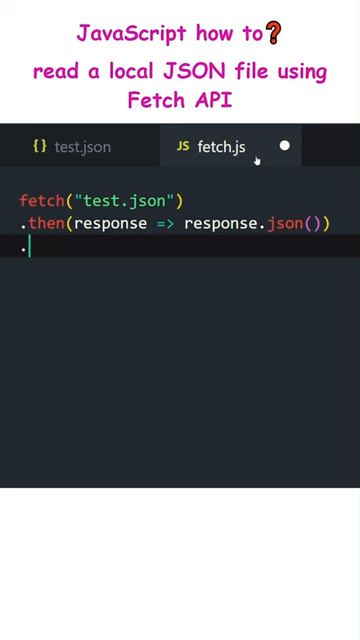 JavaScript how to❓
read a local JSON file using
Fetch API
{} test.json
JS fetch.js
fetch("test.json")
.then(response => response.json())
.